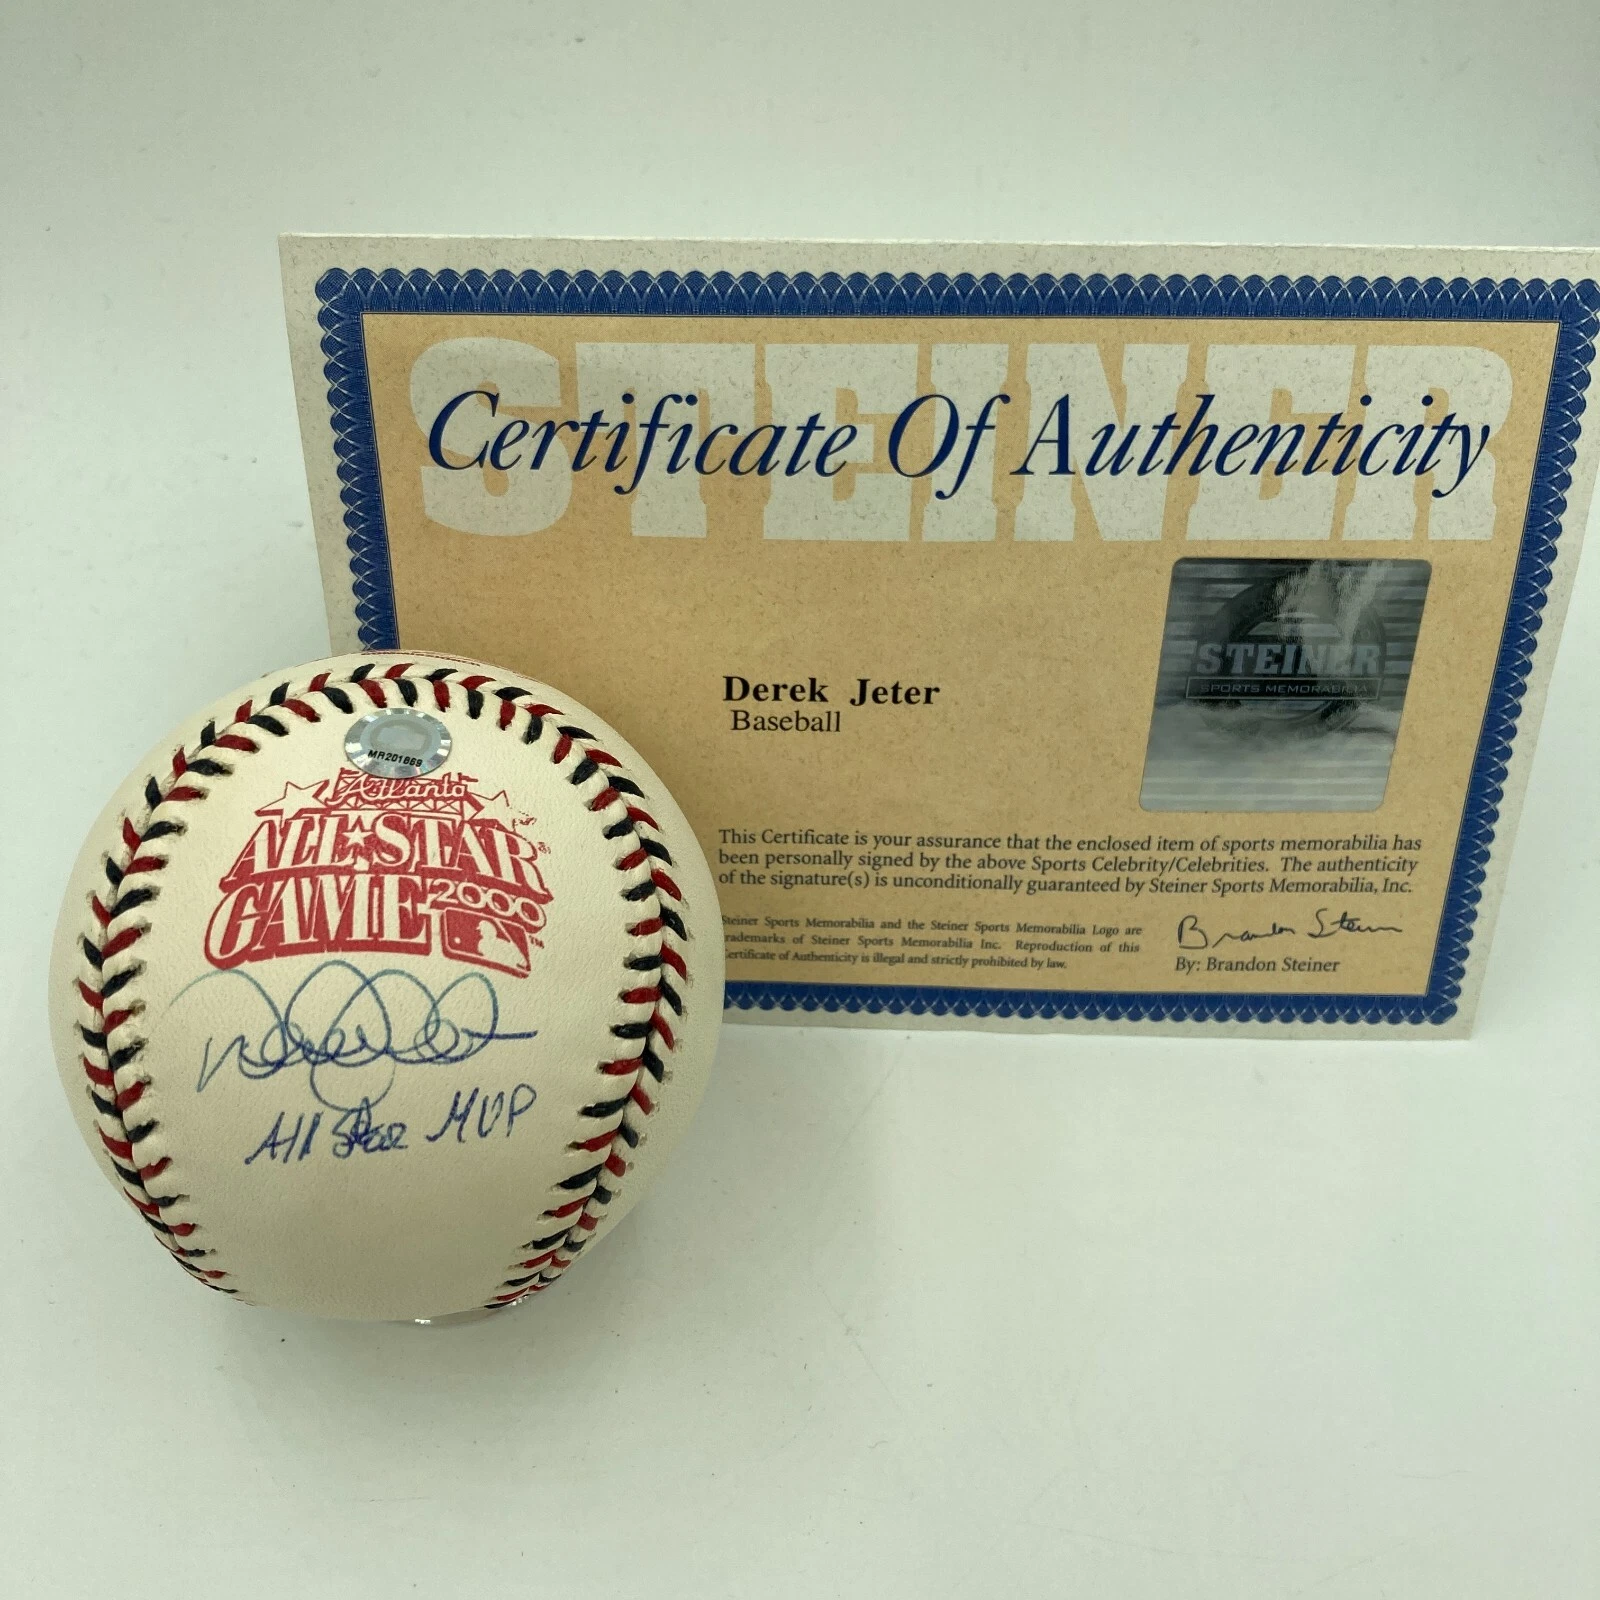 STEINER
Certificate Of Authenticity
STEINER
SPORTS MEMORABILIA
Derek Jeter
Baseball
This Certificate is your assurance that the enclosed item of sports memorabilia has
been personally signed by the above Sports Celebrity/Celebrities. The authenticity
of the signature(s) is unconditionally guaranteed by Steiner Sports Memorabilia, Inc.
Steiner Sports Memorabilia and the Steiner Sports Memorabilia Logo are
trademarks of Steiner Sports Memorabilia Inc. Reproduction of this
Certificate of Authenticity is illegal and strictly prohibited by law.
Brandon Steiner
By: Brandon Steiner
MR201869
Atlanta
ALL STAR
GAME 2000
TM
All Star MVP